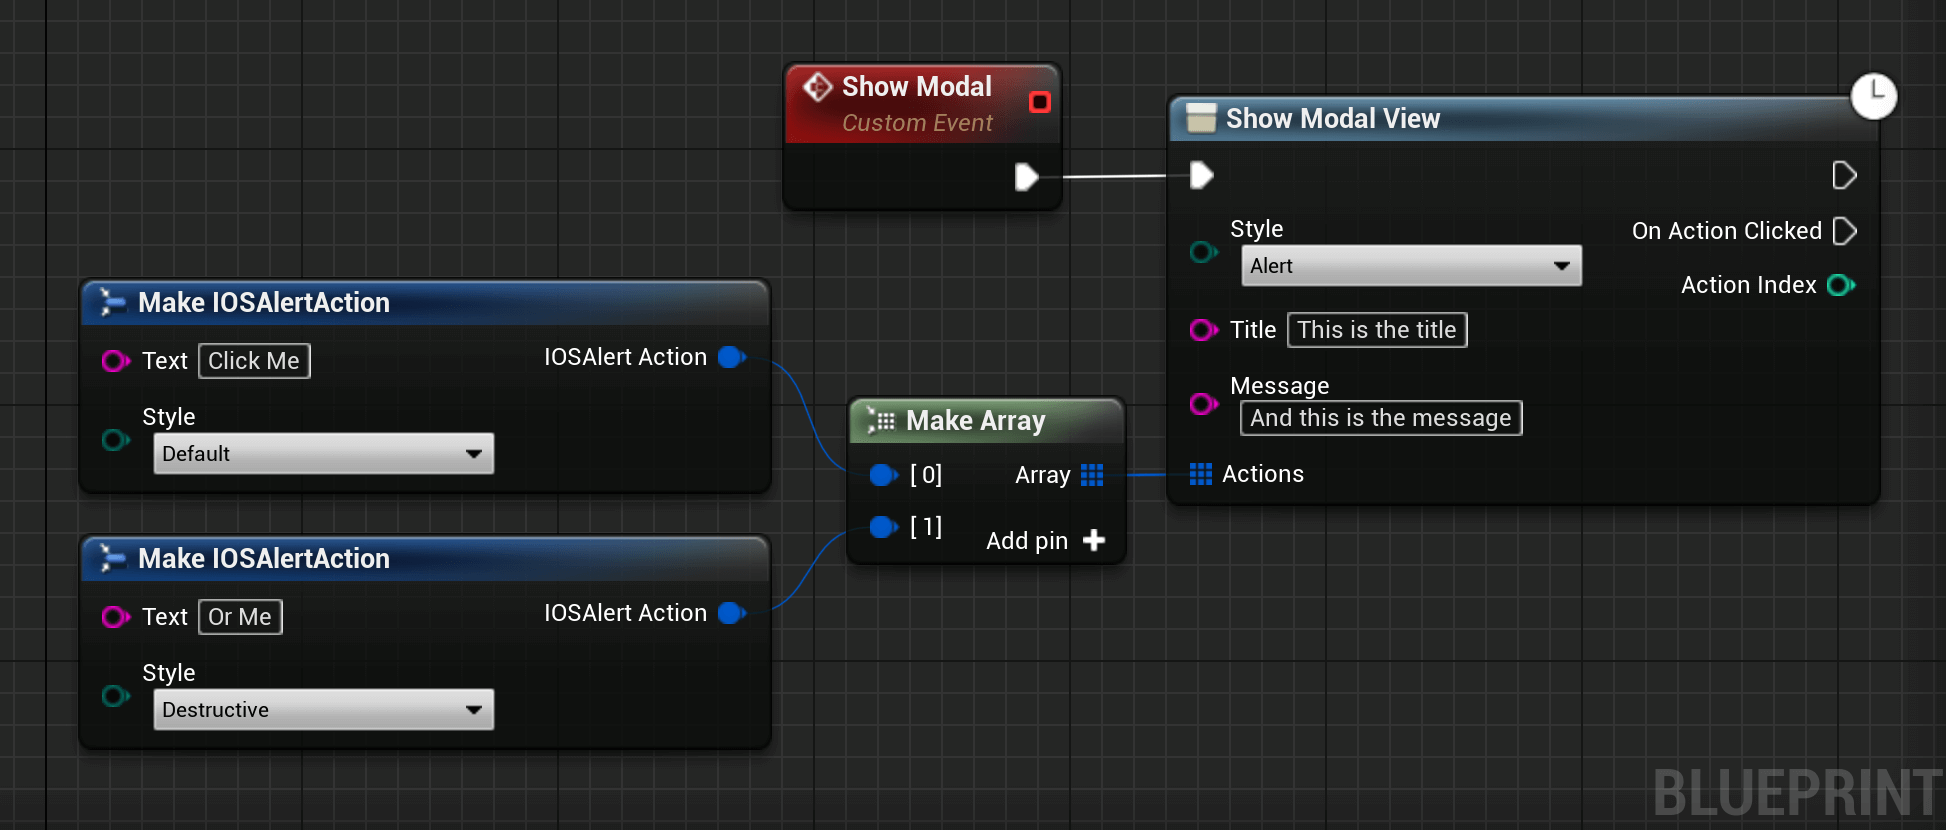 Show Modal
Custom Event
Show Modal View
Style
Alert
On Action Clicked
Action Index
Title This is the title
Message
And this is the message
Actions
Make IOSAlertAction
Text Click Me
IOSAlert Action
Style
Default
Make Array
[ 0]
Array
[ 1]
Add pin
Make IOSAlertAction
Text Or Me
IOSAlert Action
Style
Destructive
BLUEPRINT